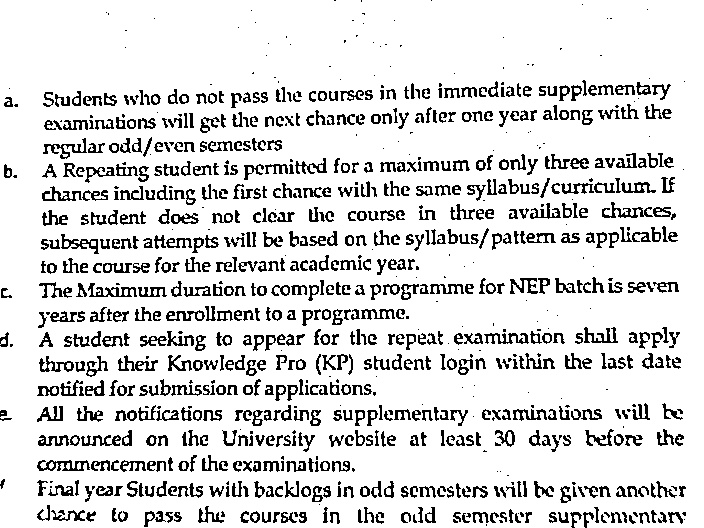 a. Students who do not pass the courses in the immediate supplementary
examinations will get the next chance only after one year along with the
regular odd/even semesters
b. A Repeating student is permitted for a maximum of only three available
chances including the first chance with the same syllabus/curriculum. If
the student does not clear the course in three available chances,
subsequent attempts will be based on the syllabus/pattern as applicable
to the course for the relevant academic year.
c. The Maximum duration to complete a programme for NEP batch is seven
years after the enrollment to a programme.
d. A student seeking to appear for the repeat examination shall apply
through their Knowledge Pro (KP) student login within the last date
notified for submission of applications.
e. All the notifications regarding supplementary examinations will be
announced on the University website at least 30 days before the
commencement of the examinations.
f Final year Students with backlogs in odd semesters will be given another
chance to pass the courses in the odd semester supplementary